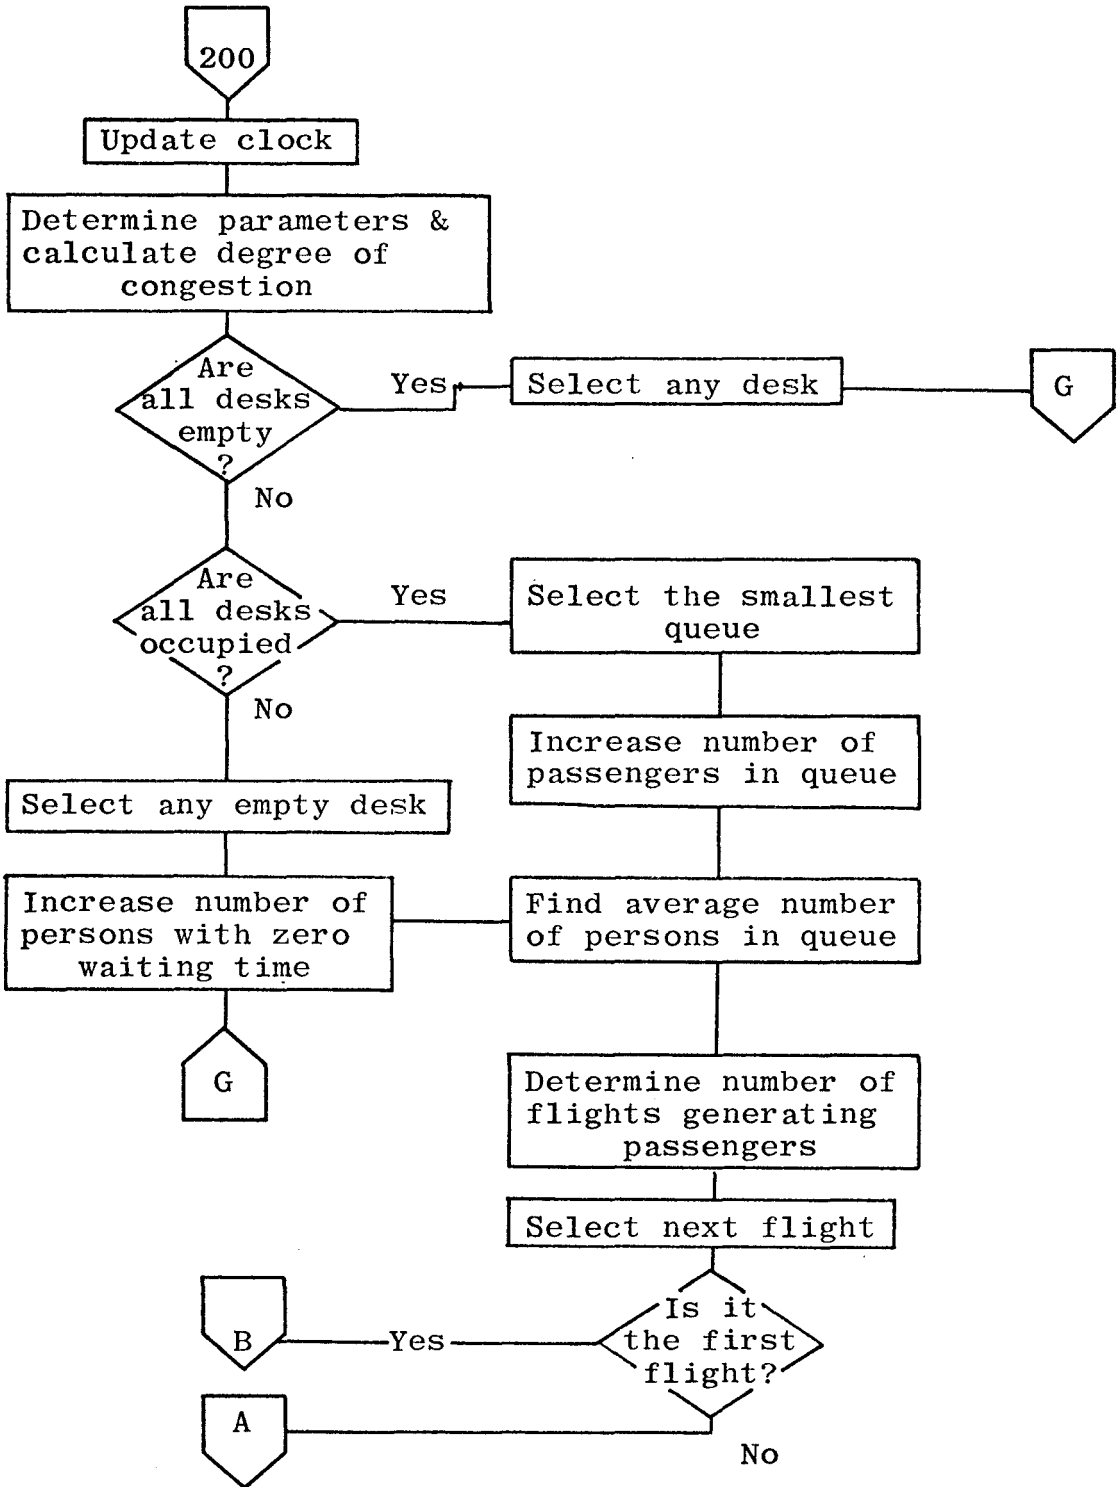 200
Update clock
Determine parameters &
calculate degree of
congestion
Are
all desks
empty
?
Yes
Select any desk
G
No
Are
all desks
occupied
?
Yes
Select the smallest
queue
No
Increase number of
passengers in queue
Select any empty desk
Increase number of
persons with zero
waiting time
Find average number
of persons in queue
G
Determine number of
flights generating
passengers
Select next flight
Is it
the first
flight?
Yes
B
A
No